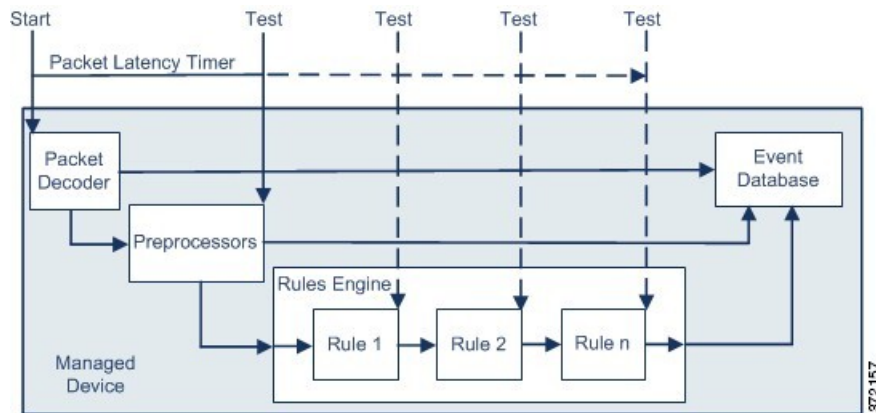 Start
Test
Test
Test
Test
Packet Latency Timer
Packet
Decoder
Event
Database
Preprocessors
Rules Engine
Rule 1
Rule 2
Rule n
Managed
Device
372157